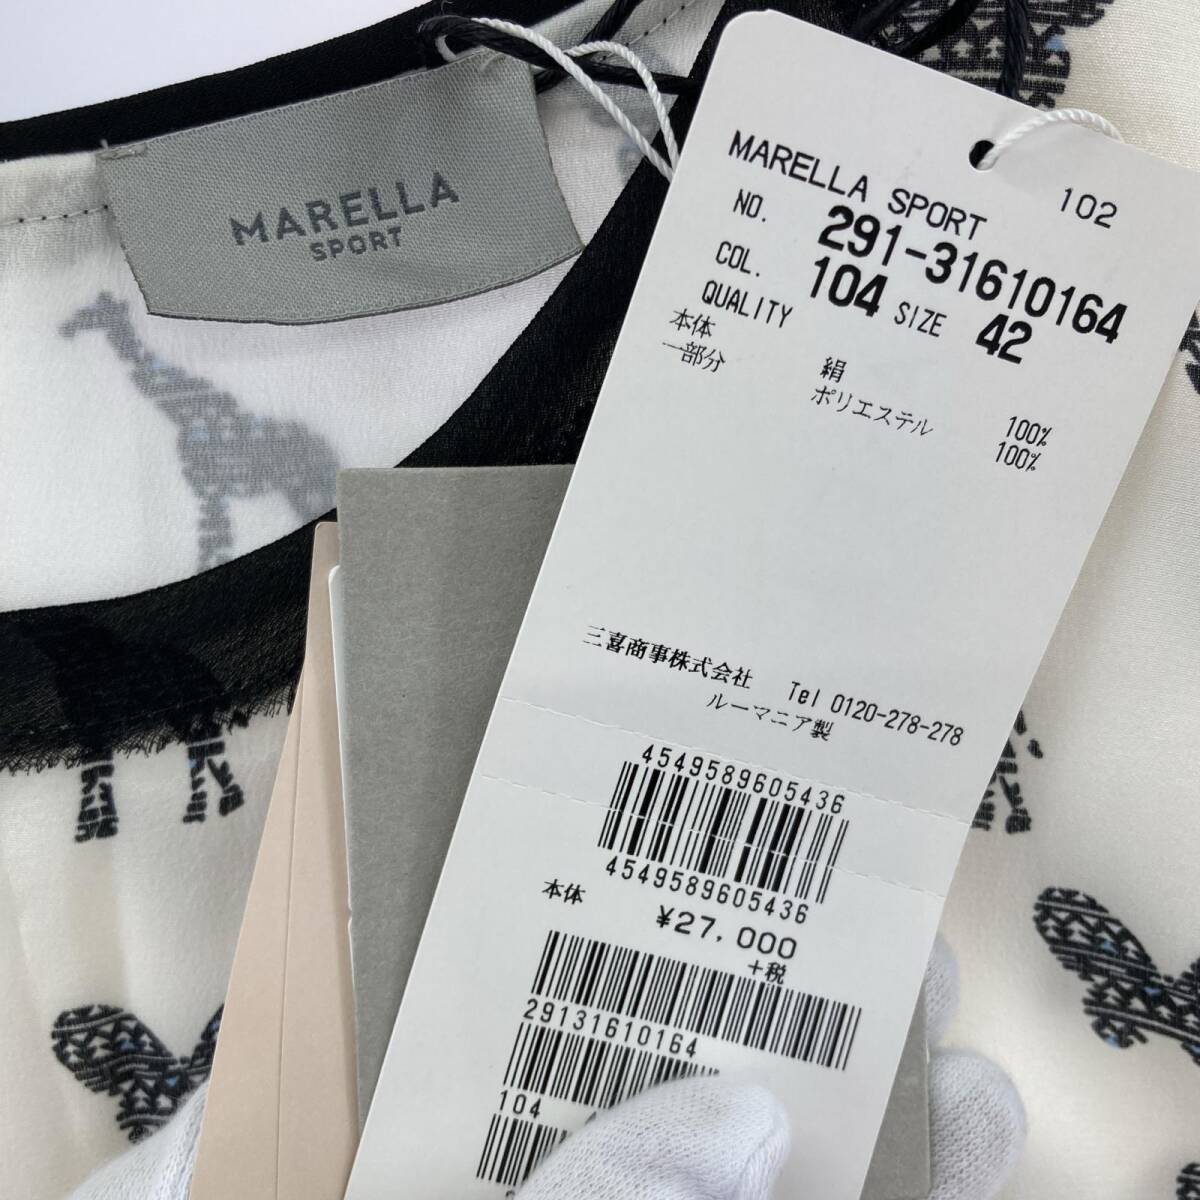 MARELLA
SPORT
MARELLA SPORT 102
NO. 291-31610164
COL. 104 SIZE 42
QUALITY
本体 絹 100%
一部分 ポリエステル 100%
三喜商事株式会社 Tel 0120-278-278
ルーマニア製
4549589605436
4549589605436
本体 ¥27,000
+税
29131610164
104